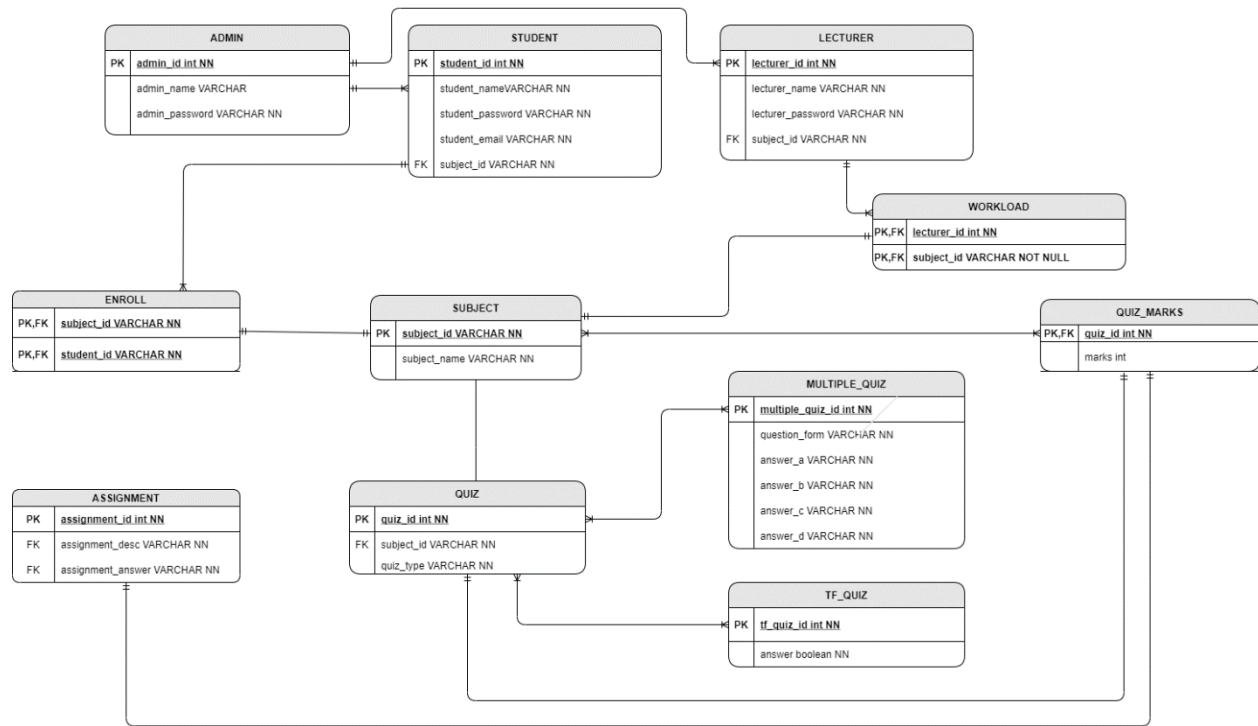 ADMIN
PK admin_id int NN
admin_name VARCHAR
admin_password VARCHAR NN
STUDENT
PK student_id int NN
student_nameVARCHAR NN
student_password VARCHAR NN
student_email VARCHAR NN
FK subject_id VARCHAR NN
LECTURER
PK lecturer_id int NN
lecturer_name VARCHAR NN
lecturer_password VARCHAR NN
FK subject_id VARCHAR NN
WORKLOAD
PK,FK lecturer_id int NN
PK,FK subject_id VARCHAR NOT NULL
ENROLL
PK,FK subject_id VARCHAR NN
PK,FK student_id VARCHAR NN
SUBJECT
PK subject_id VARCHAR NN
subject_name VARCHAR NN
QUIZ_MARKS
PK,FK quiz_id int NN
marks int
MULTIPLE_QUIZ
PK multiple_quiz_id int NN
question_form VARCHAR NN
answer_a VARCHAR NN
answer_b VARCHAR NN
answer_c VARCHAR NN
answer_d VARCHAR NN
ASSIGNMENT
PK assignment_id int NN
FK assignment_desc VARCHAR NN
FK assignment_answer VARCHAR NN
QUIZ
PK quiz_id int NN
FK subject_id VARCHAR NN
quiz_type VARCHAR NN
TF_QUIZ
PK tf_quiz_id int NN
answer boolean NN